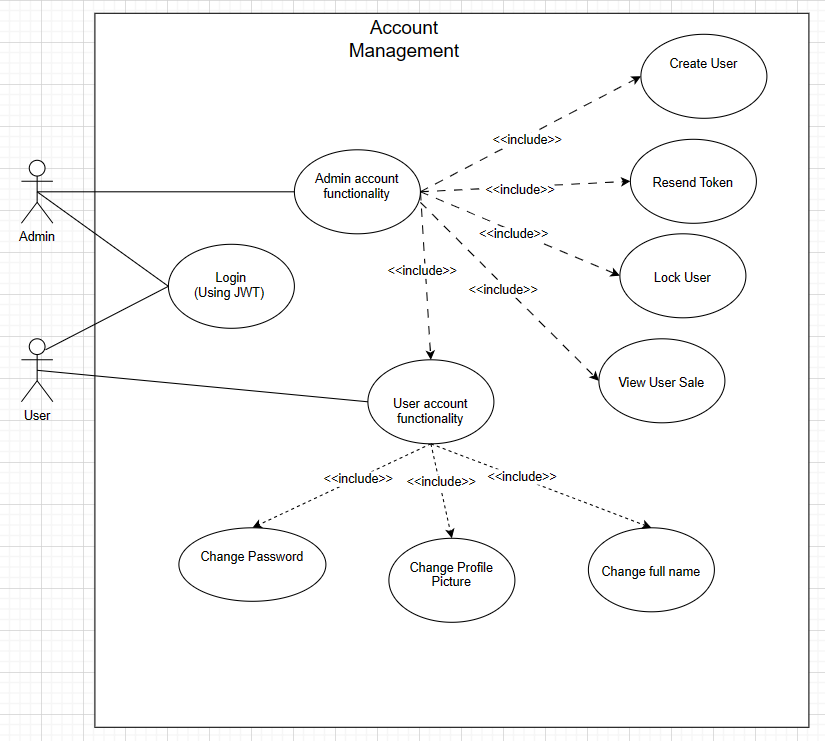 Account
Management
Create User
<<include>>
Admin account
functionality
<<include>>
Resend Token
Admin
<<include>>
Login
(Using JWT)
<<include>>
Lock User
<<include>>
View User Sale
User
User account
functionality
<<include>>
<<include>>
<<include>>
Change Password
Change Profile
Picture
Change full name